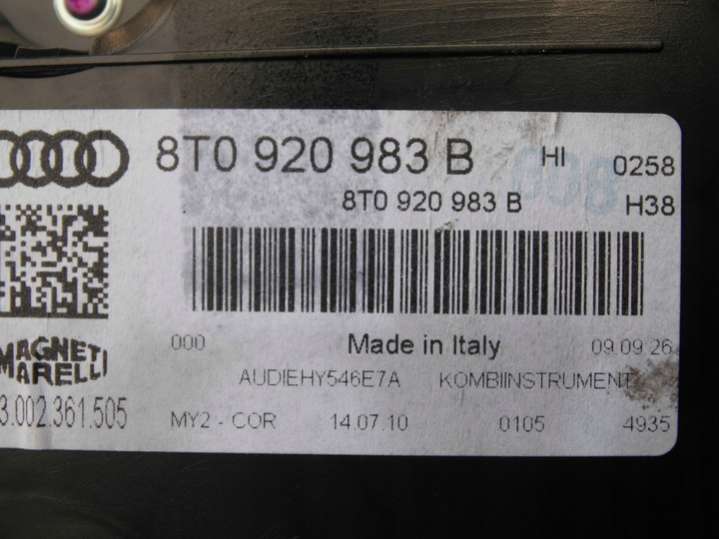 8T0 920 983 B HI 0258
8T0 920 983 B H38
000 Made in Italy 09.09.26
MAGNETI MARELLI
AUDIEHY546E7A KOMBIINSTRUMENT
3.002.361.505 MY2 - COR 14.07.10 0105 4935